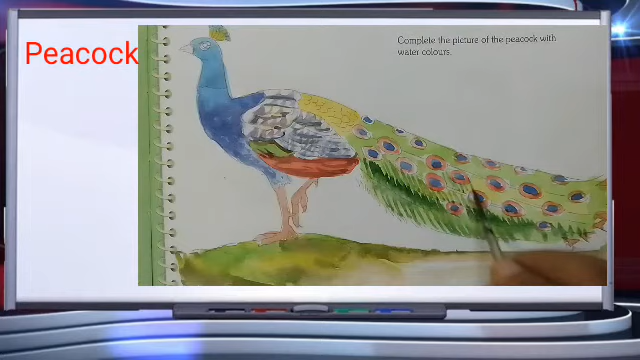 Peacock
Complete the picture of the peacock with
water colours.